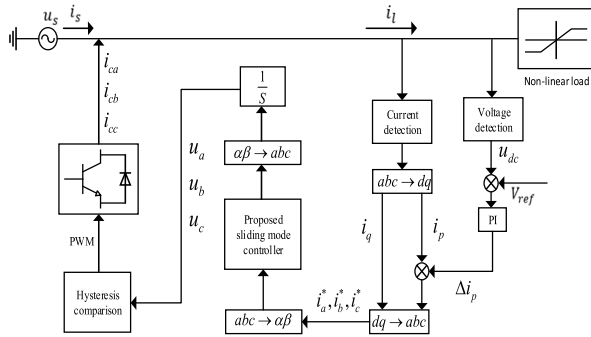 u_s
i_s
i_l
Non-linear load
i_ca
i_cb
i_cc
1/S
u_a
u_b
u_c
αβ → abc
Current
detection
Voltage
detection
u_dc
V_ref
abc → dq
PI
PWM
Proposed
sliding mode
controller
i_q
i_p
Δi_p
Hysteresis
comparison
abc → αβ
i_a^*, i_b^*, i_c^*
dq → abc